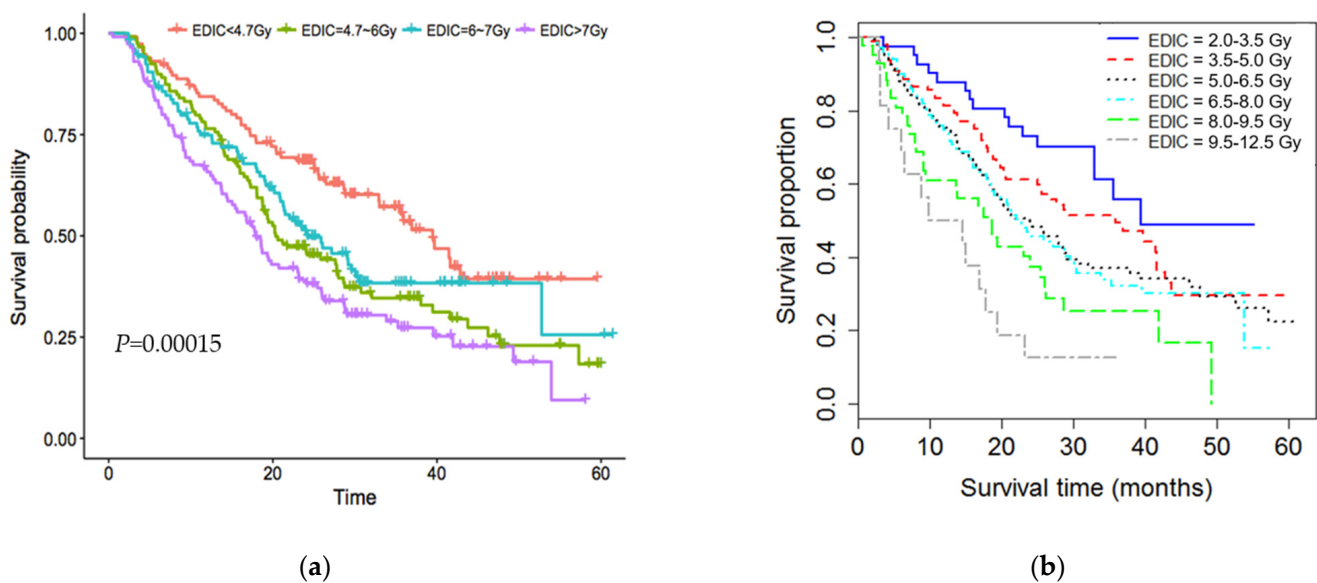 EDIC<4.7Gy EDIC=4.7~6Gy EDIC=6~7Gy EDIC>7Gy
1.00
0.75
0.50
0.25
0.00
Survival probability
P=0.00015
0 20 40 60
Time
(a)
EDIC = 2.0-3.5 Gy
EDIC = 3.5-5.0 Gy
EDIC = 5.0-6.5 Gy
EDIC = 6.5-8.0 Gy
EDIC = 8.0-9.5 Gy
EDIC = 9.5-12.5 Gy
1.0
0.8
0.6
0.4
0.2
0.0
Survival proportion
0 10 20 30 40 50 60
Survival time (months)
(b)